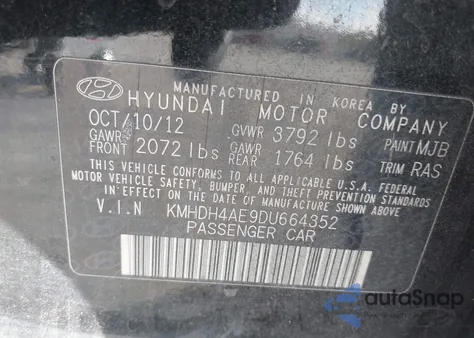 MANUFACTURED IN KOREA BY
HYUNDAI MOTOR COMPANY
OCT/10/12 GVWR 3792 lbs PAINT MJB
GAWR FRONT 2072 lbs GAWR REAR 1764 lbs TRIM RAS
THIS VEHICLE CONFORMS TO ALL APPLICABLE U.S.A. FEDERAL
MOTOR VEHICLE SAFETY, BUMPER, AND THEFT PREVENTION STANDARDS
IN EFFECT ON THE DATE OF MANUFACTURE SHOWN ABOVE.
V.I.N KMHDH4AE9DU664352
PASSENGER CAR
autoSnap